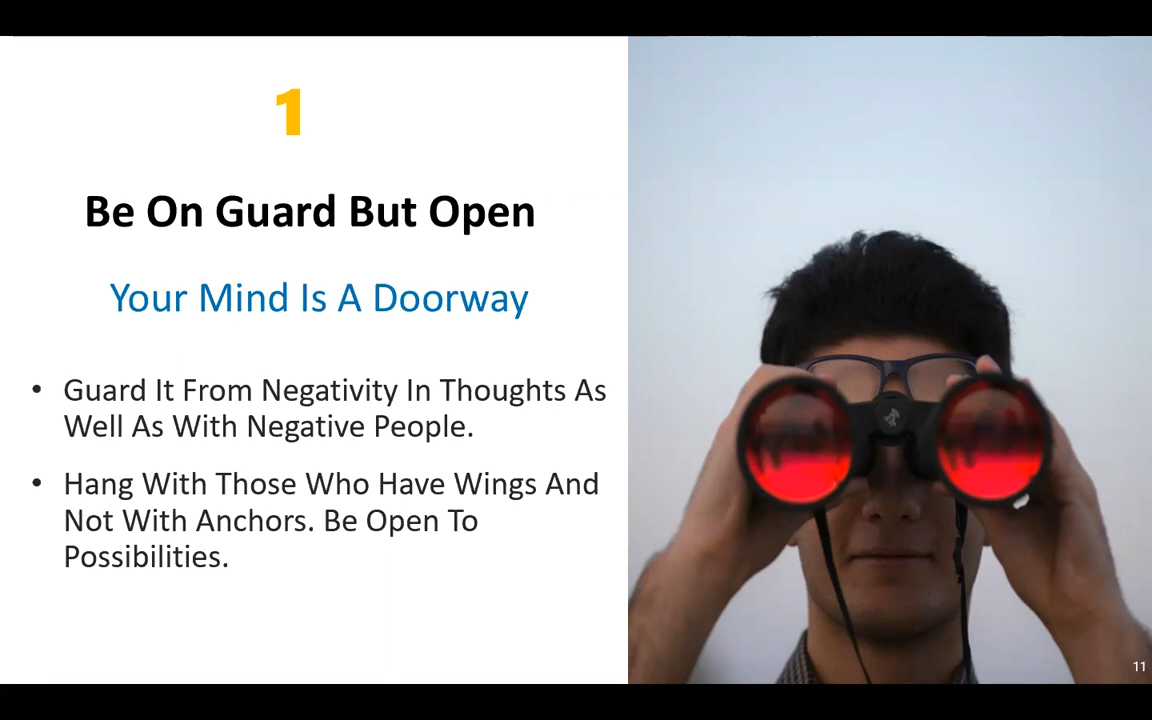 1
Be On Guard But Open
Your Mind Is A Doorway
• Guard It From Negativity In Thoughts As
Well As With Negative People.
• Hang With Those Who Have Wings And
Not With Anchors. Be Open To
Possibilities.
11